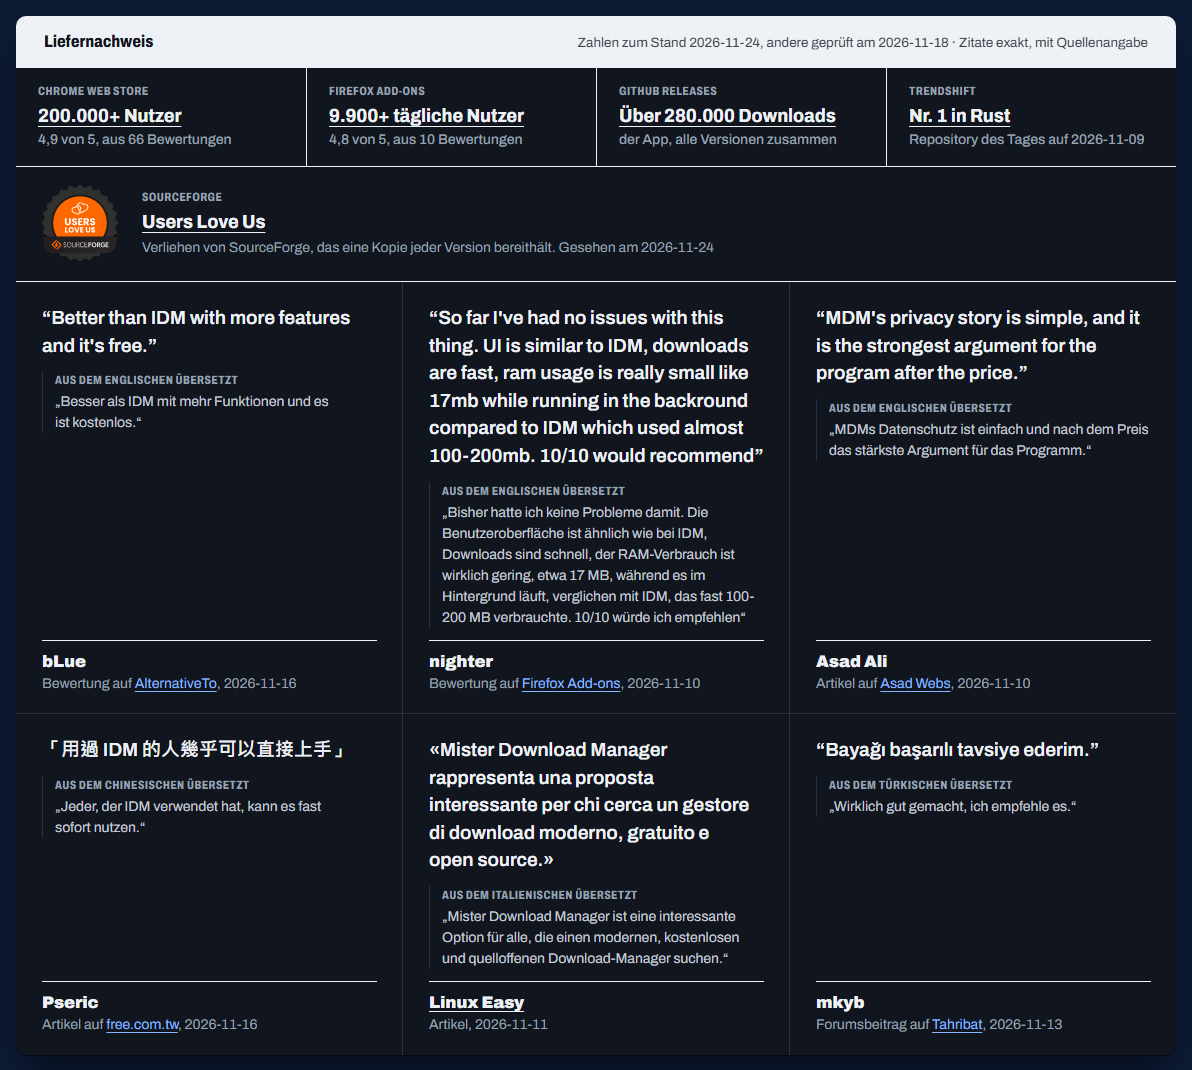 Liefernachweis
Zahlen zum Stand 2026-11-24, andere geprüft am 2026-11-18 · Zitate exakt, mit Quellenangabe
CHROME WEB STORE
200.000+ Nutzer
4,9 von 5, aus 66 Bewertungen
FIREFOX ADD-ONS
9.900+ tägliche Nutzer
4,8 von 5, aus 10 Bewertungen
GITHUB RELEASES
Über 280.000 Downloads
der App, alle Versionen zusammen
TRENDSHIFT
Nr. 1 in Rust
Repository des Tages auf 2026-11-09
USERS
LOVE US
SOURCEFORGE
SOURCEFORGE
Users Love Us
Verliehen von SourceForge, das eine Kopie jeder Version bereithält. Gesehen am 2026-11-24
“Better than IDM with more features
and it's free.”
AUS DEM ENGLISCHEN ÜBERSETZT
„Besser als IDM mit mehr Funktionen und es
ist kostenlos.“
bLue
Bewertung auf AlternativeTo, 2026-11-16
“So far I've had no issues with this
thing. UI is similar to IDM, downloads
are fast, ram usage is really small like
17mb while running in the backround
compared to IDM which used almost
100-200mb. 10/10 would recommend”
AUS DEM ENGLISCHEN ÜBERSETZT
„Bisher hatte ich keine Probleme damit. Die
Benutzeroberfläche ist ähnlich wie bei IDM,
Downloads sind schnell, der RAM-Verbrauch ist
wirklich gering, etwa 17 MB, während es im
Hintergrund läuft, verglichen mit IDM, das fast 100-
200 MB verbrauchte. 10/10 würde ich empfehlen“
nighter
Bewertung auf Firefox Add-ons, 2026-11-10
“MDM's privacy story is simple, and it
is the strongest argument for the
program after the price.”
AUS DEM ENGLISCHEN ÜBERSETZT
„MDMs Datenschutz ist einfach und nach dem Preis
das stärkste Argument für das Programm.“
Asad Ali
Artikel auf Asad Webs, 2026-11-10
「用過 IDM 的人幾乎可以直接上手」
AUS DEM CHINESISCHEN ÜBERSETZT
„Jeder, der IDM verwendet hat, kann es fast
sofort nutzen.“
Pseric
Artikel auf free.com.tw, 2026-11-16
«Mister Download Manager
rappresenta una proposta
interessante per chi cerca un gestore
di download moderno, gratuito e
open source.»
AUS DEM ITALIENISCHEN ÜBERSETZT
„Mister Download Manager ist eine interessante
Option für alle, die einen modernen, kostenlosen
und quelloffenen Download-Manager suchen.“
Linux Easy
Artikel, 2026-11-11
“Bayağı başarılı tavsiye ederim.”
AUS DEM TÜRKISCHEN ÜBERSETZT
„Wirklich gut gemacht, ich empfehle es.“
mkyb
Forumsbeitrag auf Tahribat, 2026-11-13